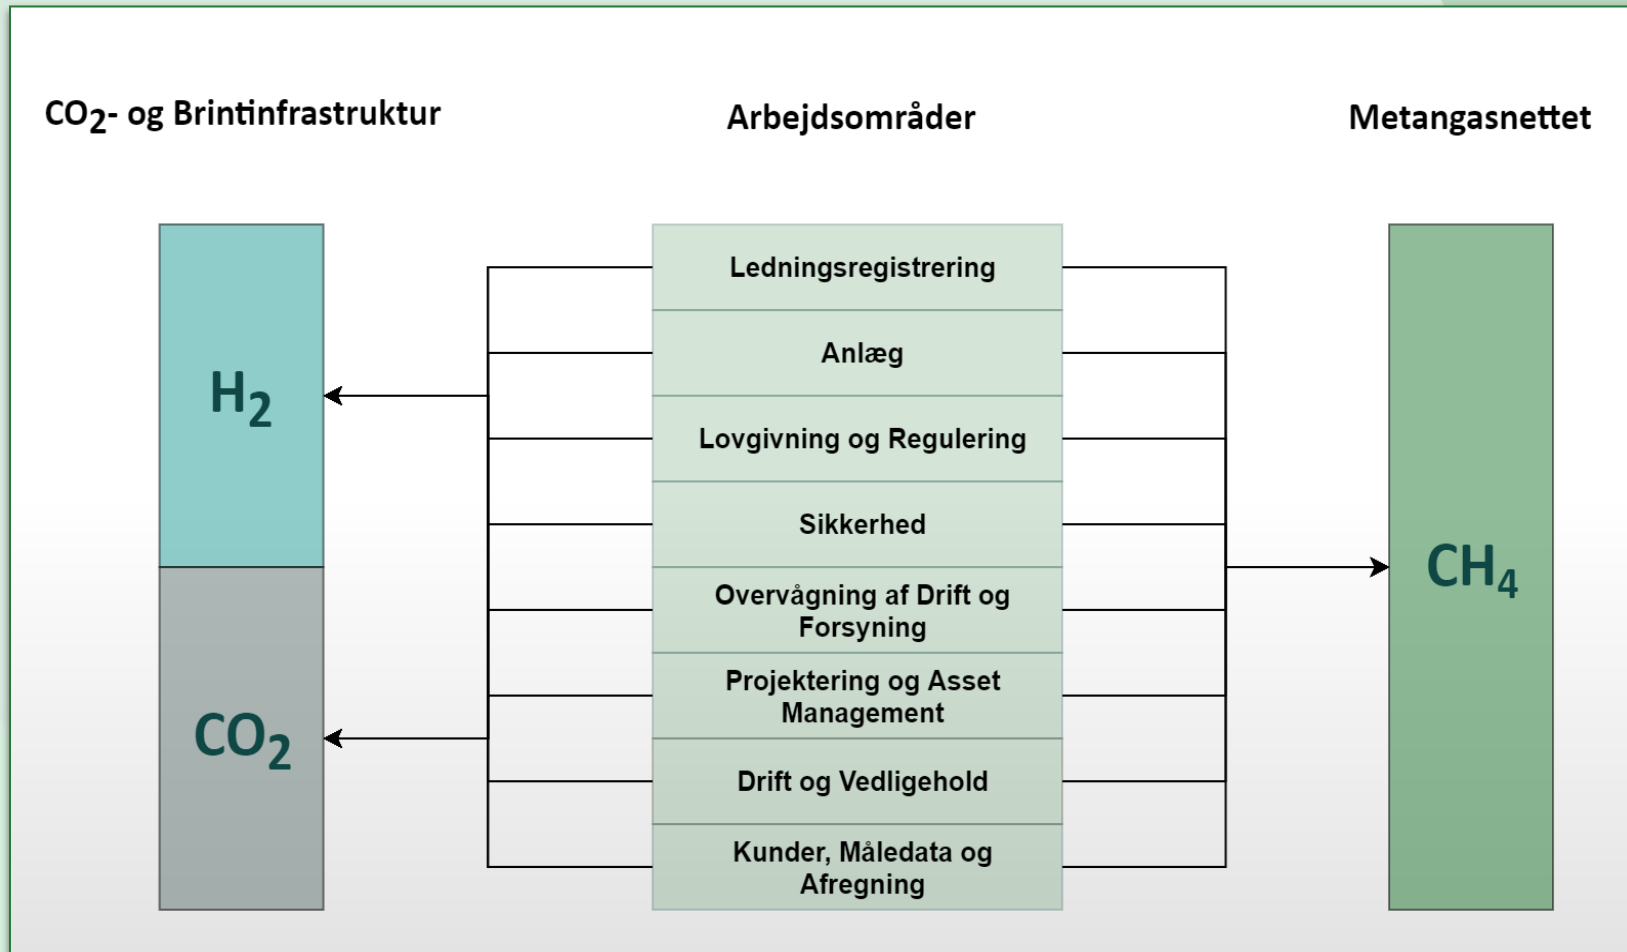 CO₂- og Brintinfrastruktur
Arbejdsområder
Metangasnettet
H₂
CO₂
Ledningsregistrering
Anlæg
Lovgivning og Regulering
Sikkerhed
Overvågning af Drift og
Forsyning
Projektering og Asset
Management
Drift og Vedligehold
Kunder, Måledata og
Afregning
CH₄